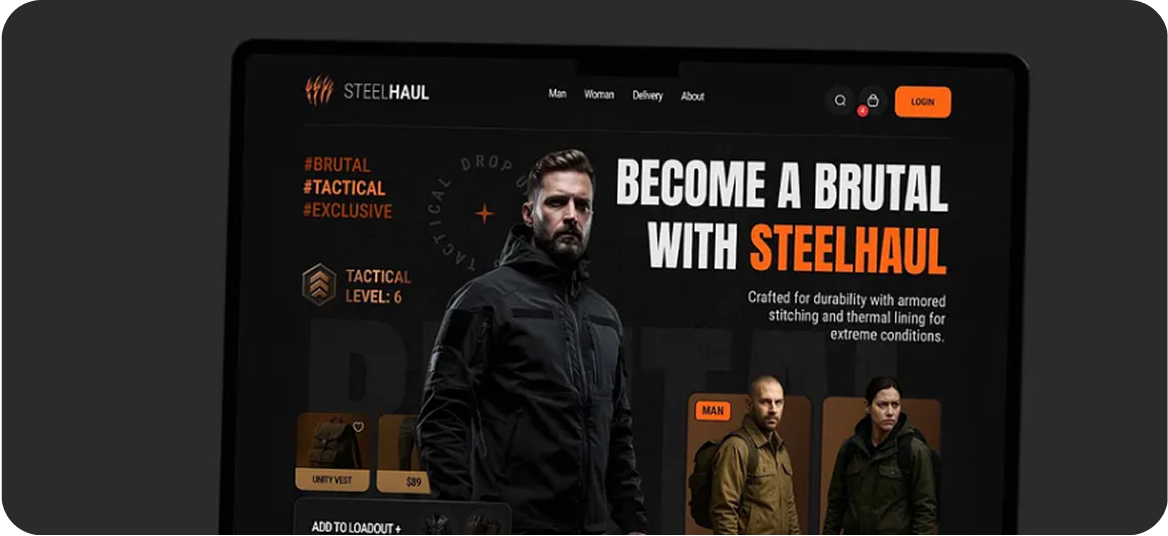 STEELHAUL
Man Woman Delivery About
4
LOGIN
#BRUTAL
#TACTICAL
#EXCLUSIVE
TACTICAL DROP
BECOME A BRUTAL
WITH STEELHAUL
TACTICAL
LEVEL: 6
Crafted for durability with armored
stitching and thermal lining for
extreme conditions.
BRUTAL
MAN
UNITY VEST
$89
ADD TO LOADOUT +